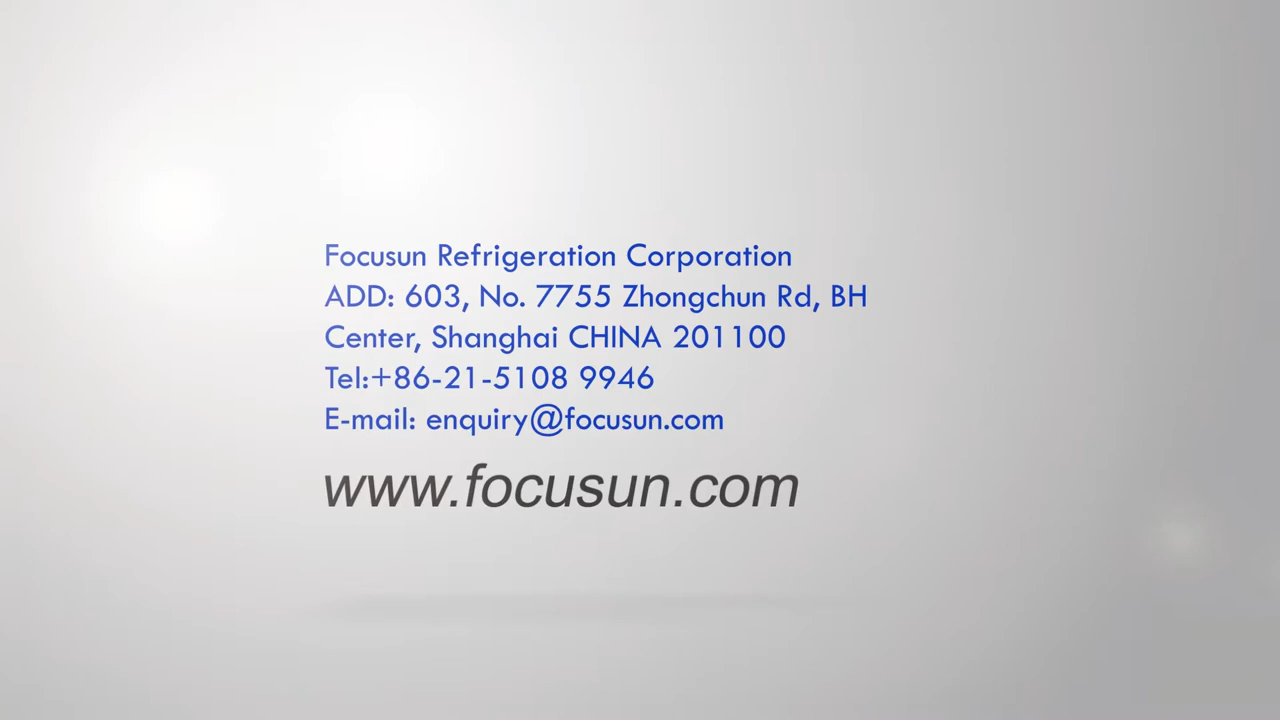 Focusun Refrigeration Corporation
ADD: 603, No. 7755 Zhongchun Rd, BH
Center, Shanghai CHINA 201100
Tel:+86-21-5108 9946
E-mail: enquiry@focusun.com
www.focusun.com